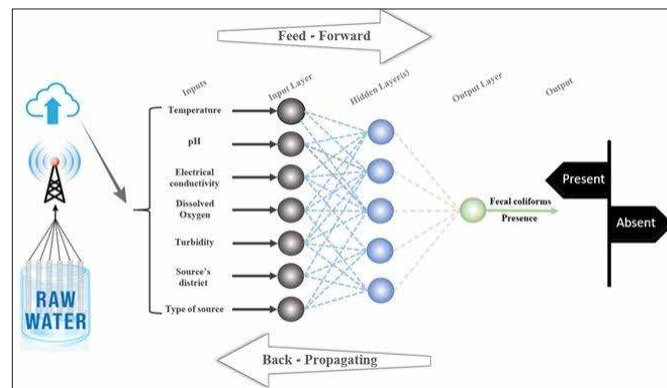 Feed - Forward
Inputs
Input Layer
Hidden Layer(s)
Output Layer
Output
Temperature
pH
Electrical
conductivity
Dissolved
Oxygen
Turbidity
Source's
district
Type of source
Fecal coliforms
Presence
Present
Absent
RAW
WATER
Back - Propagating